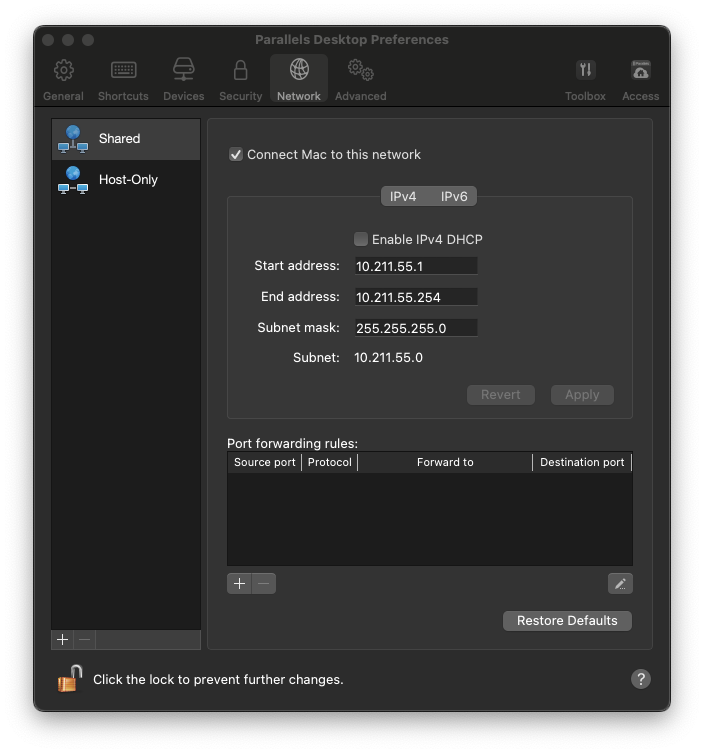 Parallels Desktop Preferences
General Shortcuts Devices Security Network Advanced Toolbox Access
Shared
Host-Only
Connect Mac to this network
IPv4 IPv6
Enable IPv4 DHCP
Start address: 10.211.55.1
End address: 10.211.55.254
Subnet mask: 255.255.255.0
Subnet: 10.211.55.0
Revert Apply
Port forwarding rules:
Source port Protocol Forward to Destination port
Restore Defaults
Click the lock to prevent further changes.
?